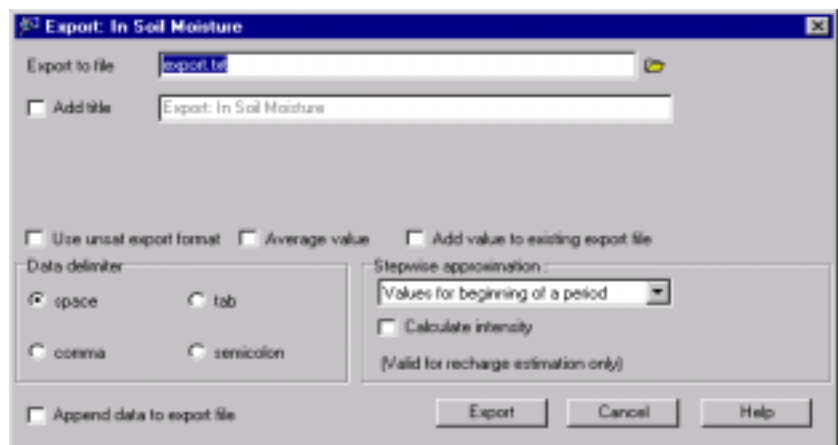 Export: In Soil Moisture
Export to file export.txt
Add title Export: In Soil Moisture
Use unsat export format Average value Add value to existing export file
Data delimiter Stepwise approximation :
space tab Values for beginning of a period
Calculate intensity
comma semicolon (Valid for recharge estimation only)
Append data to export file Export Cancel Help